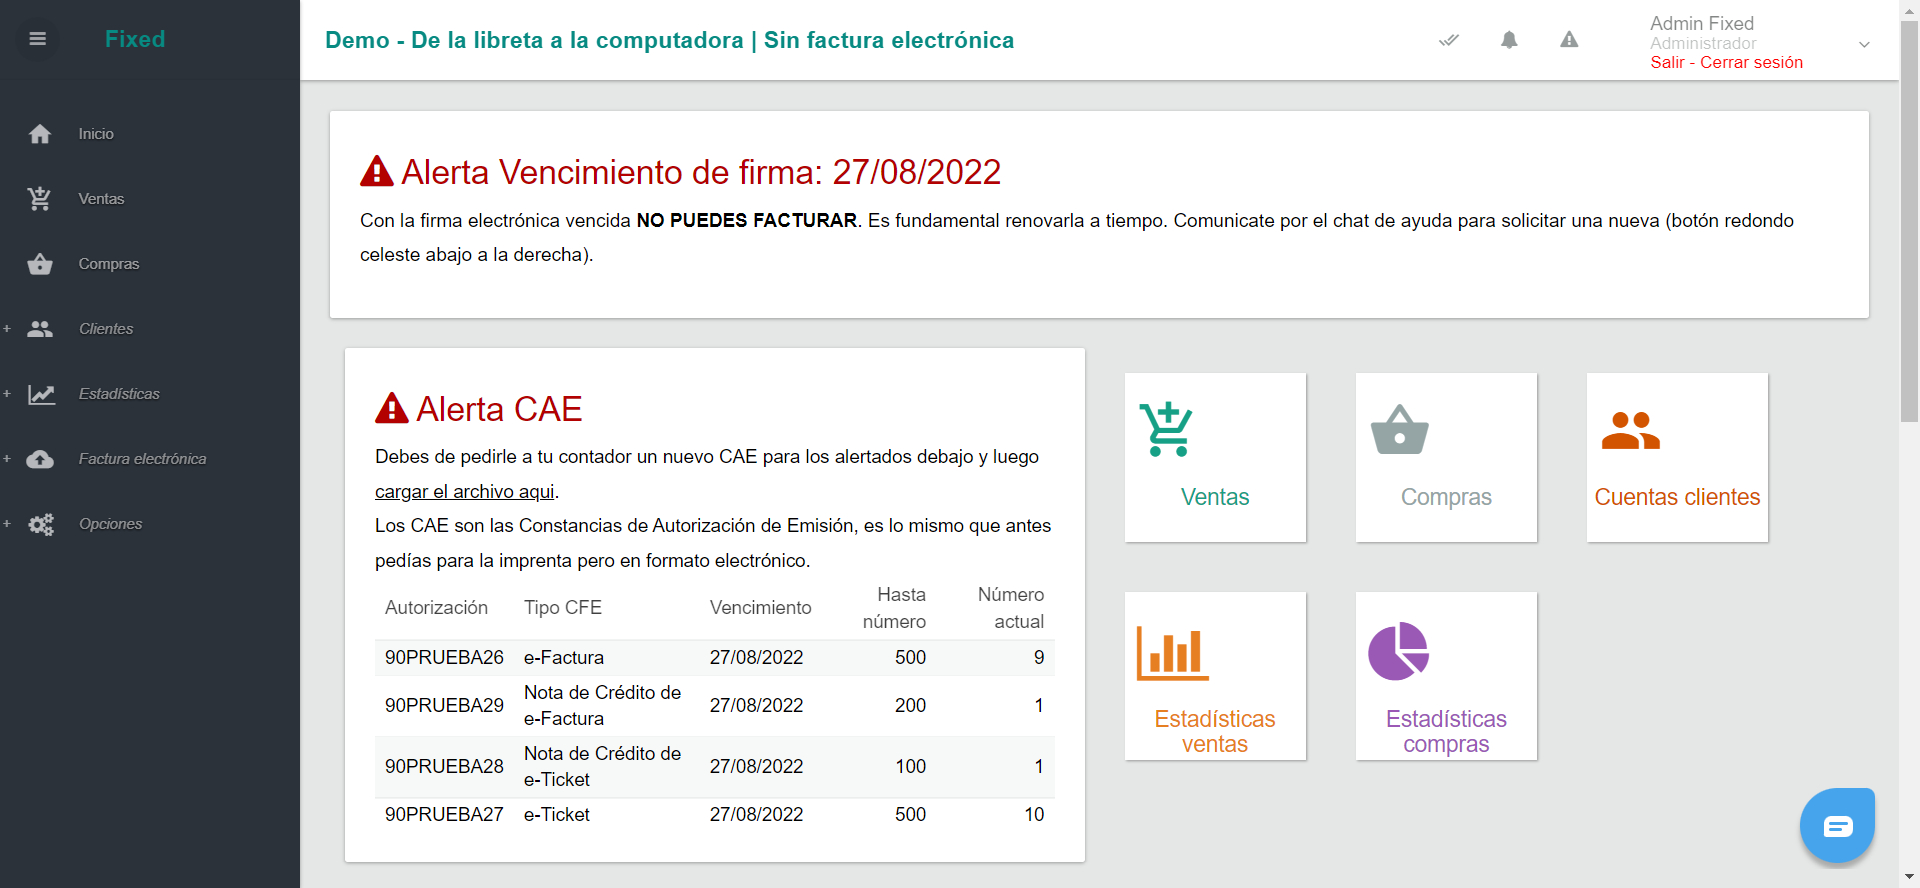 Fixed
Demo - De la libreta a la computadora | Sin factura electrónica
Admin Fixed
Administrador
Salir - Cerrar sesión
Inicio
Ventas
Compras
+ Clientes
+ Estadísticas
+ Factura electrónica
+ Opciones
Alerta Vencimiento de firma: 27/08/2022
Con la firma electrónica vencida NO PUEDES FACTURAR. Es fundamental renovarla a tiempo. Comunicate por el chat de ayuda para solicitar una nueva (botón redondo
celeste abajo a la derecha).
Alerta CAE
Debes de pedirle a tu contador un nuevo CAE para los alertados debajo y luego
cargar el archivo aqui.
Los CAE son las Constancias de Autorización de Emisión, es lo mismo que antes
pedías para la imprenta pero en formato electrónico.
Autorización Tipo CFE Vencimiento Hasta número Número actual
90PRUEBA26 e-Factura 27/08/2022 500 9
90PRUEBA29 Nota de Crédito de e-Factura 27/08/2022 200 1
90PRUEBA28 Nota de Crédito de e-Ticket 27/08/2022 100 1
90PRUEBA27 e-Ticket 27/08/2022 500 10
Ventas
Compras
Cuentas clientes
Estadísticas
ventas
Estadísticas
compras